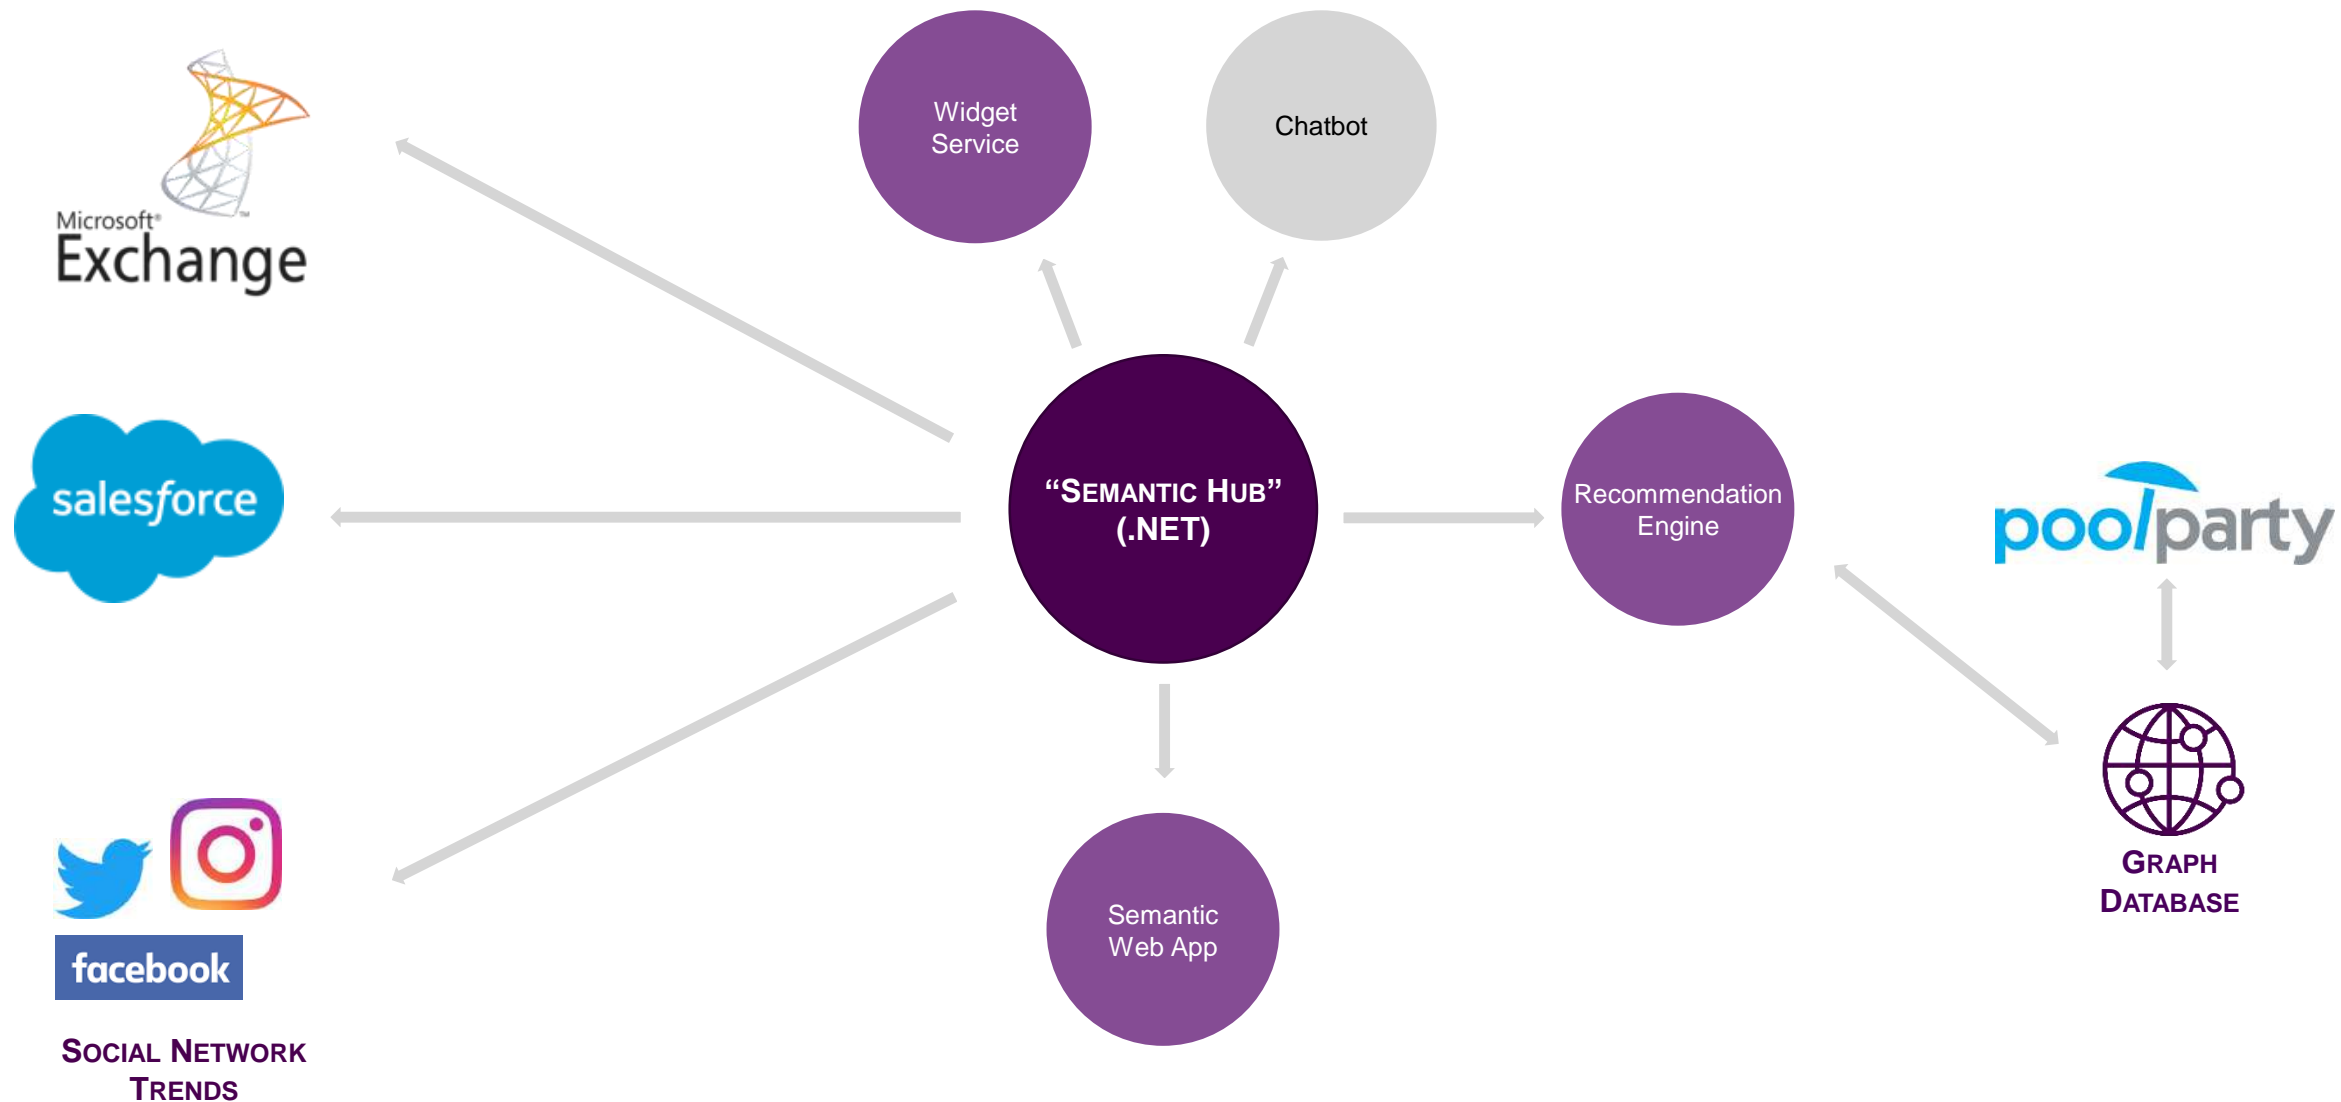 Microsoft®
Exchange
™
Widget
Service
Chatbot
salesforce
“SEMANTIC HUB”
(.NET)
Recommendation
Engine
poolparty
GRAPH
DATABASE
Semantic
Web App
facebook
SOCIAL NETWORK
TRENDS